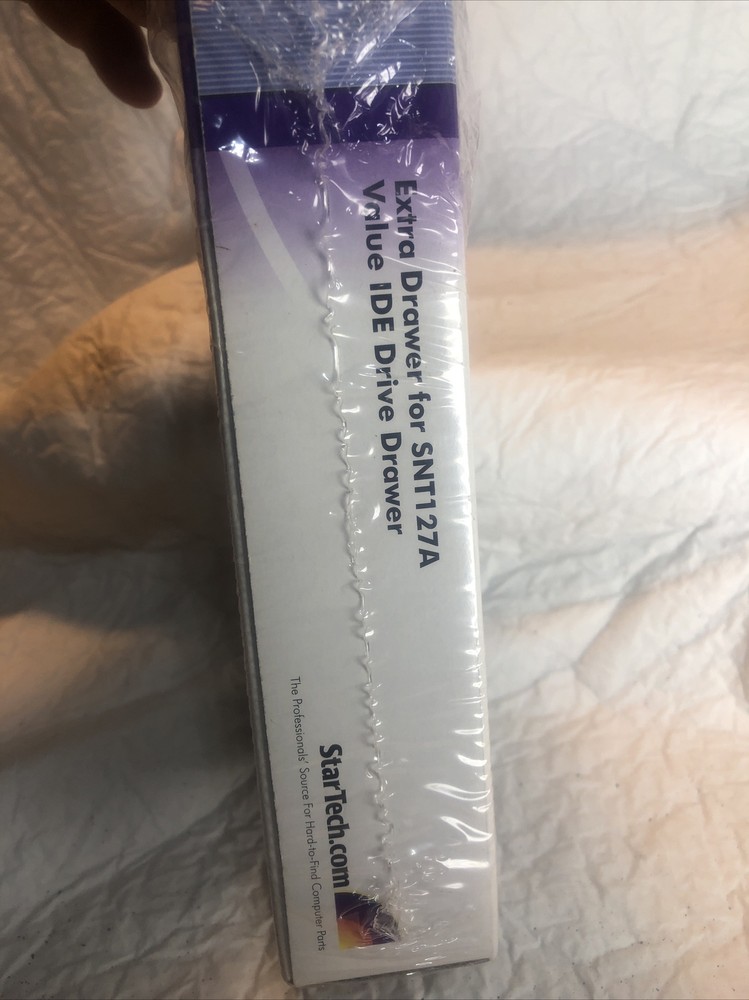 Extra Drawer for SNT127A
Value IDE Drive Drawer
StarTech.com
The Professionals' Source For Hard-to-Find Computer Parts